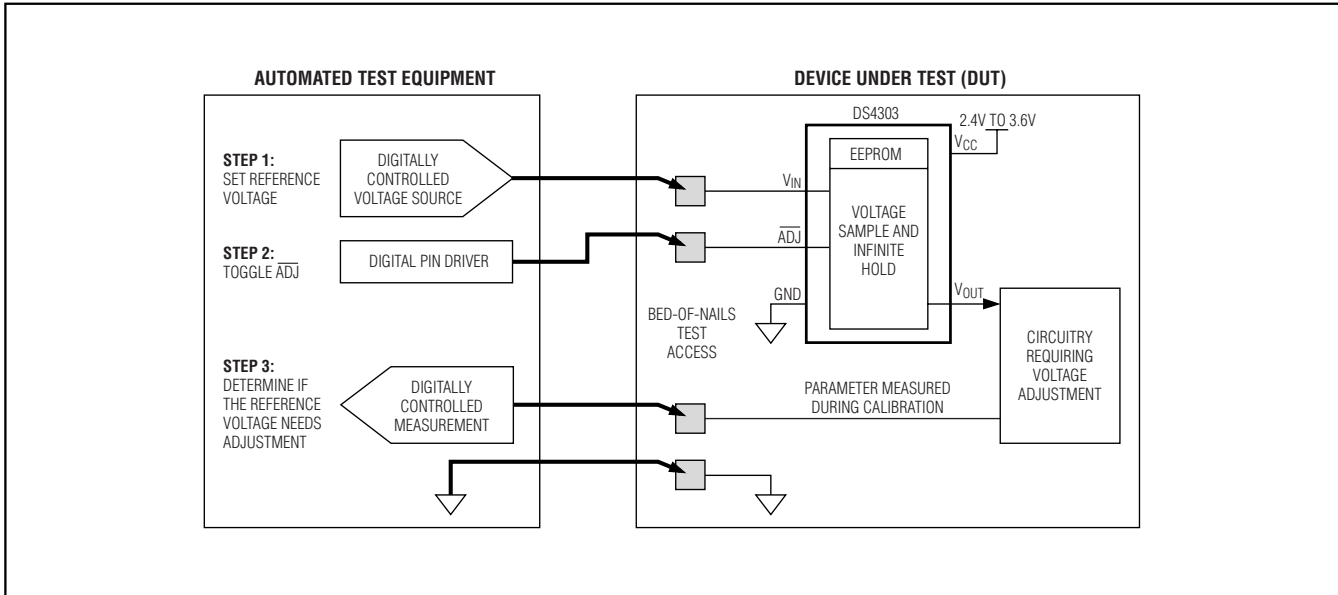 AUTOMATED TEST EQUIPMENT
STEP 1:
SET REFERENCE
VOLTAGE
DIGITALLY
CONTROLLED
VOLTAGE SOURCE
STEP 2:
TOGGLE A̅D̅J̅
DIGITAL PIN DRIVER
STEP 3:
DETERMINE IF
THE REFERENCE
VOLTAGE NEEDS
ADJUSTMENT
DIGITALLY
CONTROLLED
MEASUREMENT
DEVICE UNDER TEST (DUT)
DS4303
2.4V TO 3.6V
VCC
EEPROM
VIN
A̅D̅J̅
VOLTAGE
SAMPLE AND
INFINITE
HOLD
GND
VOUT
BED-OF-NAILS
TEST
ACCESS
CIRCUITRY
REQUIRING
VOLTAGE
ADJUSTMENT
PARAMETER MEASURED
DURING CALIBRATION